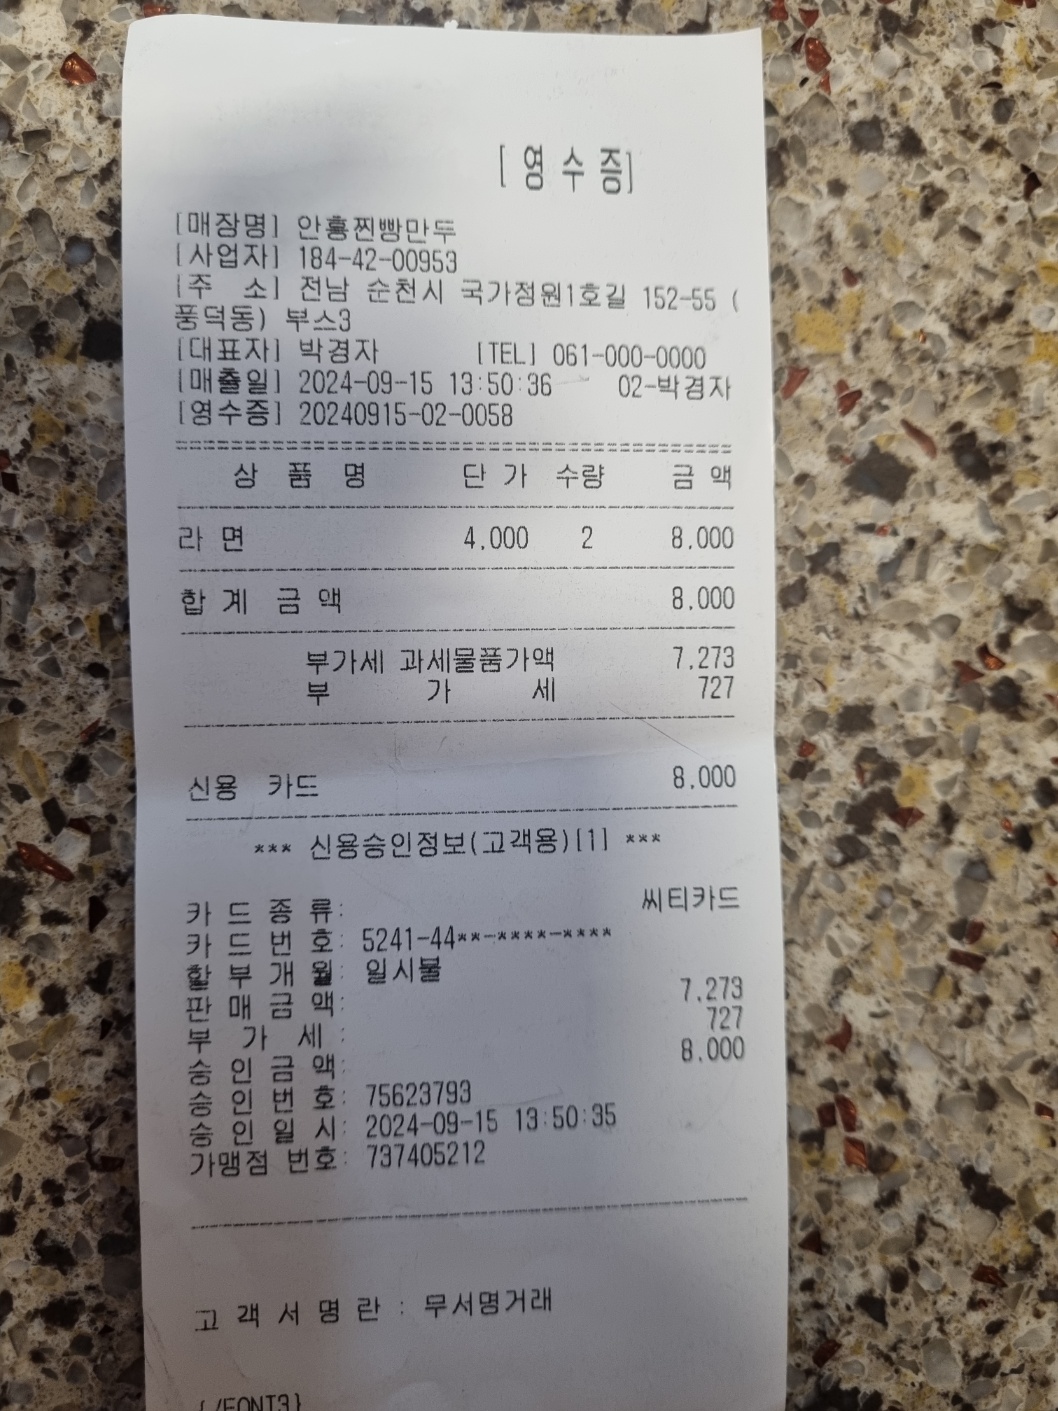 [영 수 증]
[매장명] 안흥찐빵만두
[사업자] 184-42-00953
[주 소] 전남 순천시 국가정원1호길 152-55 (
풍덕동) 부스3
[대표자] 박경자 [TEL] 061-000-0000
[매출일] 2024-09-15 13:50:36 02-박경자
[영수증] 20240915-02-0058
상 품 명 단 가 수량 금 액
라 면 4,000 2 8,000
합 계 금 액 8,000
부가세 과세물품가액 7,273
부 가 세 727
신용 카드 8,000
*** 신용승인정보(고객용)[1] ***
카 드 종 류: 씨티카드
카 드 번 호: 5241-44**-****-****
할 부 개 월: 일시불
판 매 금 액: 7,273
부 가 세 : 727
승 인 금 액: 8,000
승 인 번 호: 75623793
승 인 일 시: 2024-09-15 13:50:35
가맹점 번호: 737405212
고 객 서 명 란 : 무서명거래
{/FONT3}